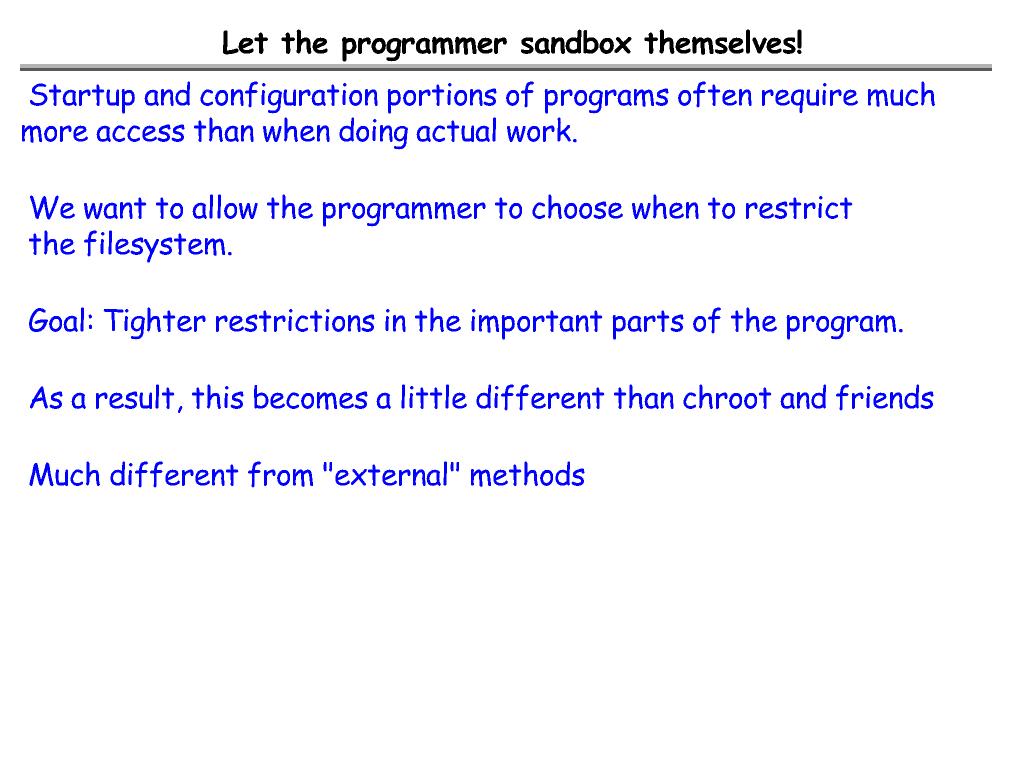 Let the programmer sandbox themselves!
Startup and configuration portions of programs often require much
more access than when doing actual work.
We want to allow the programmer to choose when to restrict
the filesystem.
Goal: Tighter restrictions in the important parts of the program.
As a result, this becomes a little different than chroot and friends
Much different from "external" methods